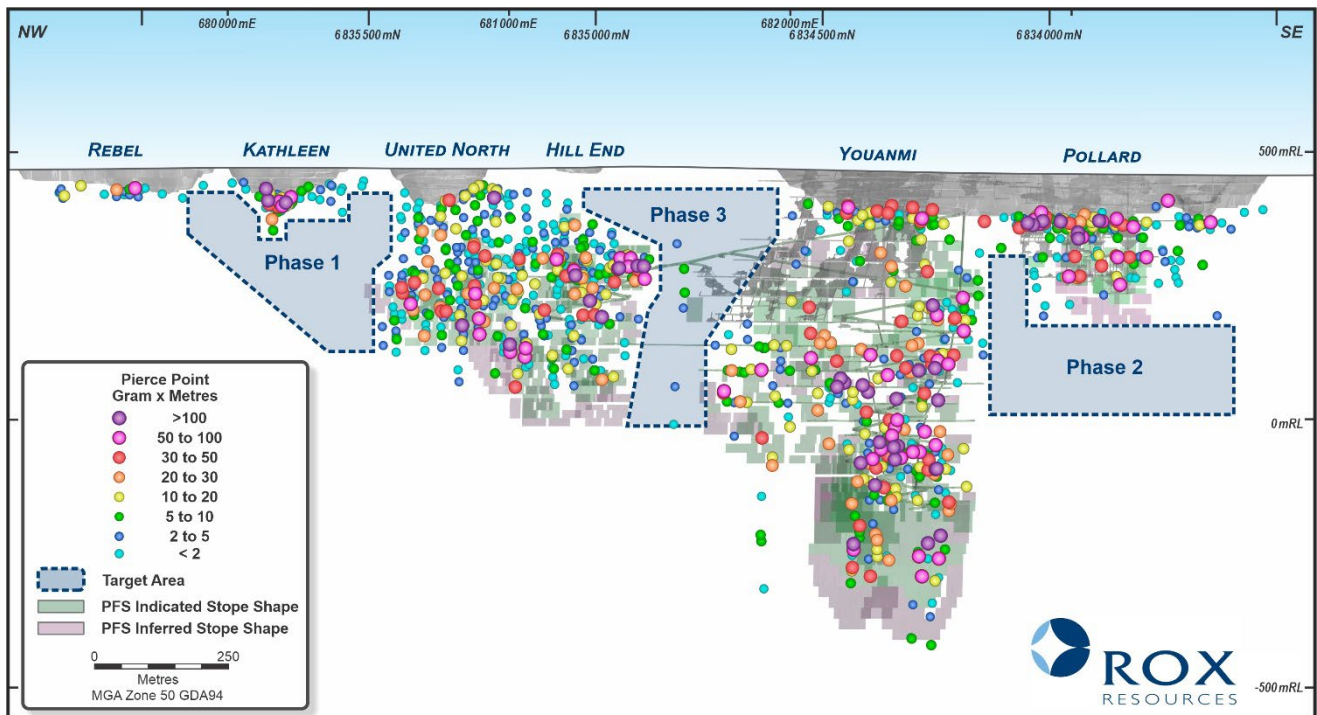 680 000 mE
681 000 mE
682 000 mE
NW
6 835 500 mN
6 835 000 mN
6 834 500 mN
6 834 000 mN
SE
REBEL
KATHLEEN
UNITED NORTH
HILL END
YOUANMI
POLLARD
500 mRL
Phase 1
Phase 3
Phase 2
Pierce Point
Gram x Metres
>100
50 to 100
30 to 50
20 to 30
10 to 20
5 to 10
2 to 5
< 2
Target Area
PFS Indicated Stope Shape
PFS Inferred Stope Shape
0 250
Metres
MGA Zone 50 GDA94
0 mRL
ROX
RESOURCES
-500 mRL